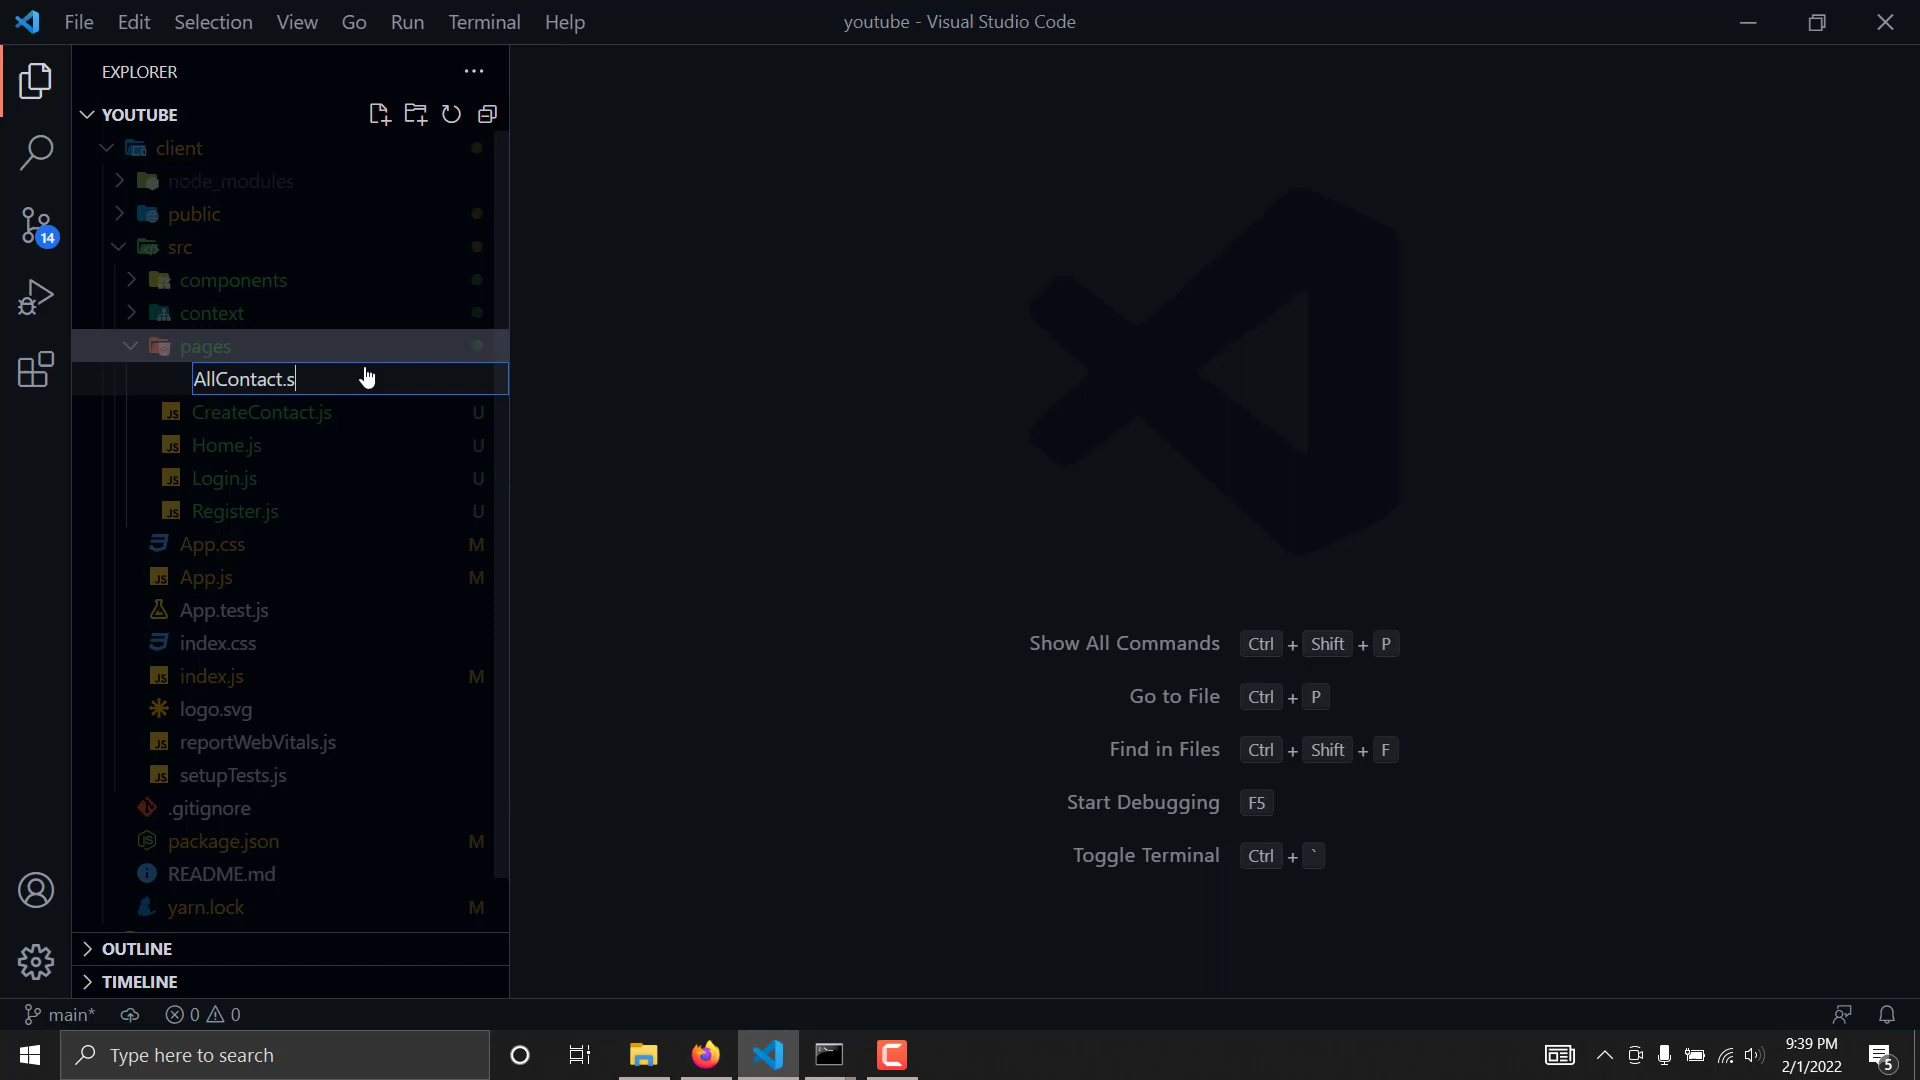 File Edit Selection View Go Run Terminal Help
youtube - Visual Studio Code
EXPLORER
YOUTUBE
client
node_modules
public
src
components
context
pages
AllContact.s
CreateContact.js U
Home.js U
Login.js U
Register.js U
App.css M
App.js M
App.test.js
index.css
index.js M
logo.svg
reportWebVitals.js
setupTests.js
.gitignore
package.json M
README.md
yarn.lock M
OUTLINE
TIMELINE
14
Show All Commands Ctrl + Shift + P
Go to File Ctrl + P
Find in Files Ctrl + Shift + F
Start Debugging F5
Toggle Terminal Ctrl + `
main* 0 0
Type here to search
9:39 PM
2/1/2022
5